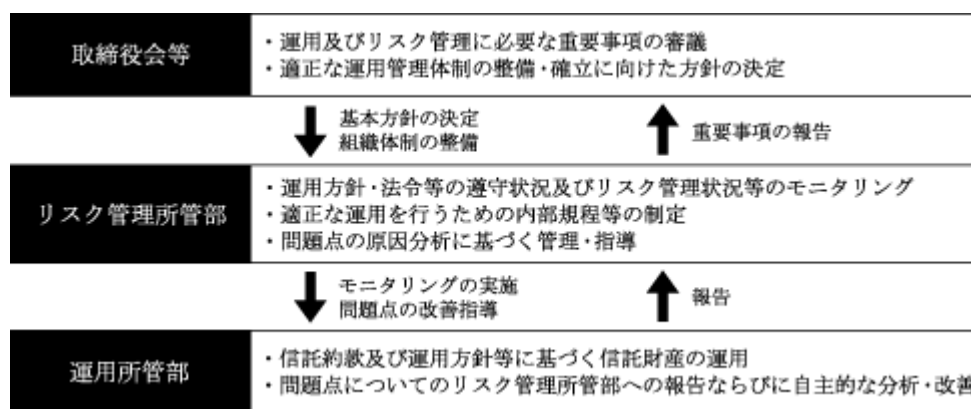 取締役会等
・運用及びリスク管理に必要な重要事項の審議
・適正な運用管理体制の整備・確立に向けた方針の決定
基本方針の決定
組織体制の整備
重要事項の報告
リスク管理所管部
・運用方針・法令等の遵守状況及びリスク管理状況等のモニタリング
・適正な運用を行うための内部規程等の制定
・問題点の原因分析に基づく管理・指導
モニタリングの実施
問題点の改善指導
報告
運用所管部
・信託約款及び運用方針等に基づく信託財産の運用
・問題点についてのリスク管理所管部への報告ならびに自主的な分析・改善